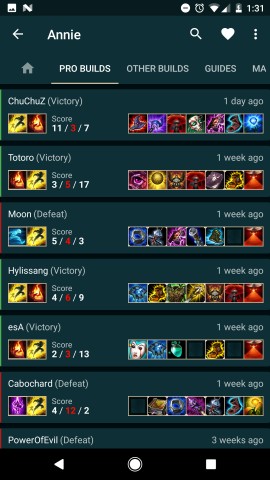 1:31
Annie
PRO BUILDS OTHER BUILDS GUIDES MA
ChuChuZ (Victory) 1 day ago
Score
11 / 3 / 7
Totoro (Victory) 1 week ago
Score
3 / 5 / 17
Moon (Defeat) 1 week ago
Score
5 / 4 / 3
Hylissang (Victory) 1 week ago
Score
4 / 6 / 9
esA (Victory) 1 week ago
Score
2 / 3 / 13
Cabochard (Defeat) 1 week ago
Score
4 / 12 / 2
PowerOfEvil (Defeat) 3 weeks ago